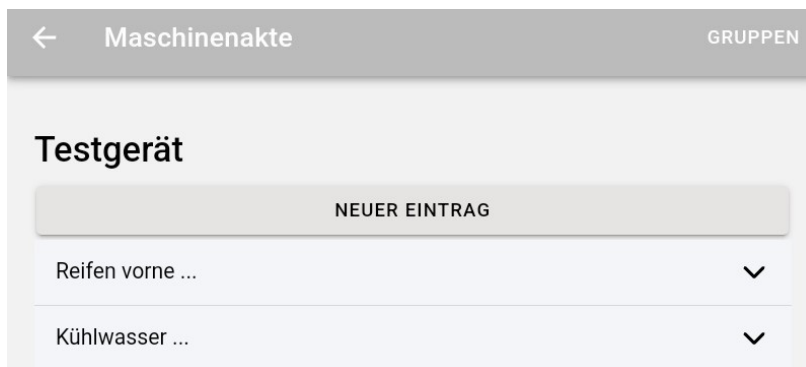 Maschinenakte GRUPPEN
Testgerät
NEUER EINTRAG
Reifen vorne ...
Kühlwasser ...